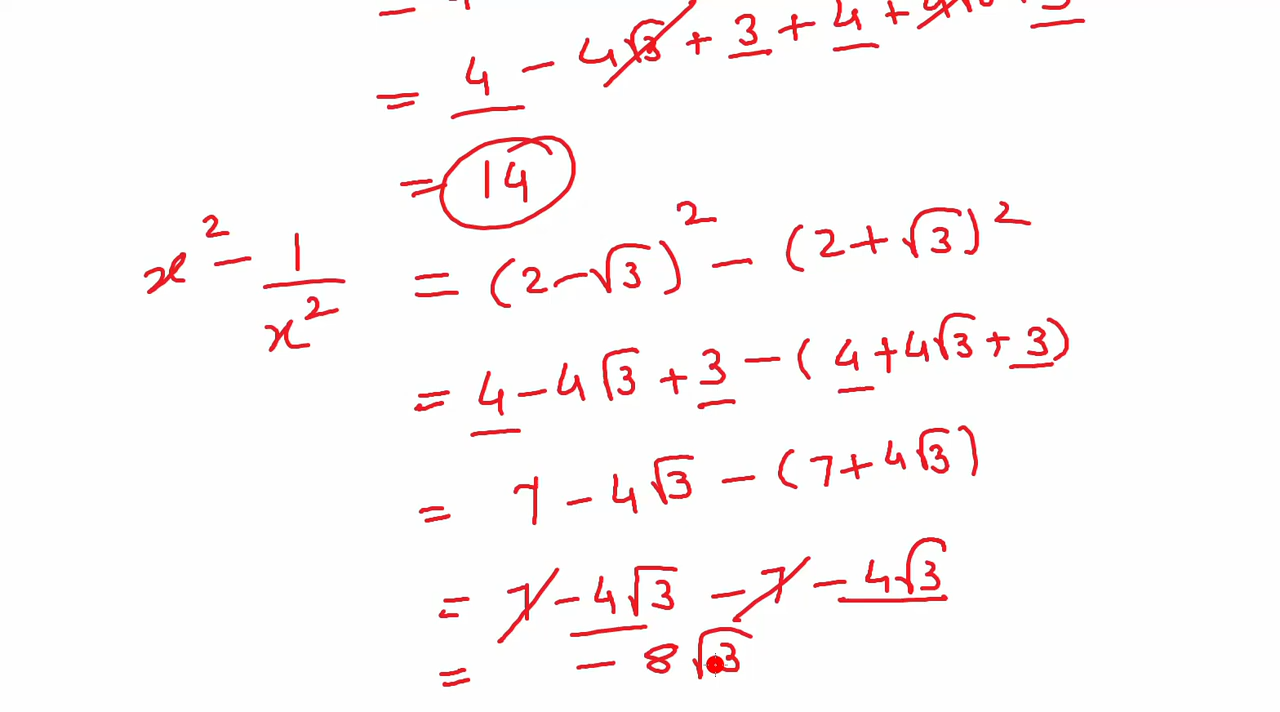 = 4 - 4√3 + 3 + 4 +
= 14
x² - 1/x² = (2 - √3)² - (2 + √3)²
= 4 - 4√3 + 3 - (4 + 4√3 + 3)
= 7 - 4√3 - (7 + 4√3)
= 7 - 4√3 - 7 - 4√3
= - 8√3